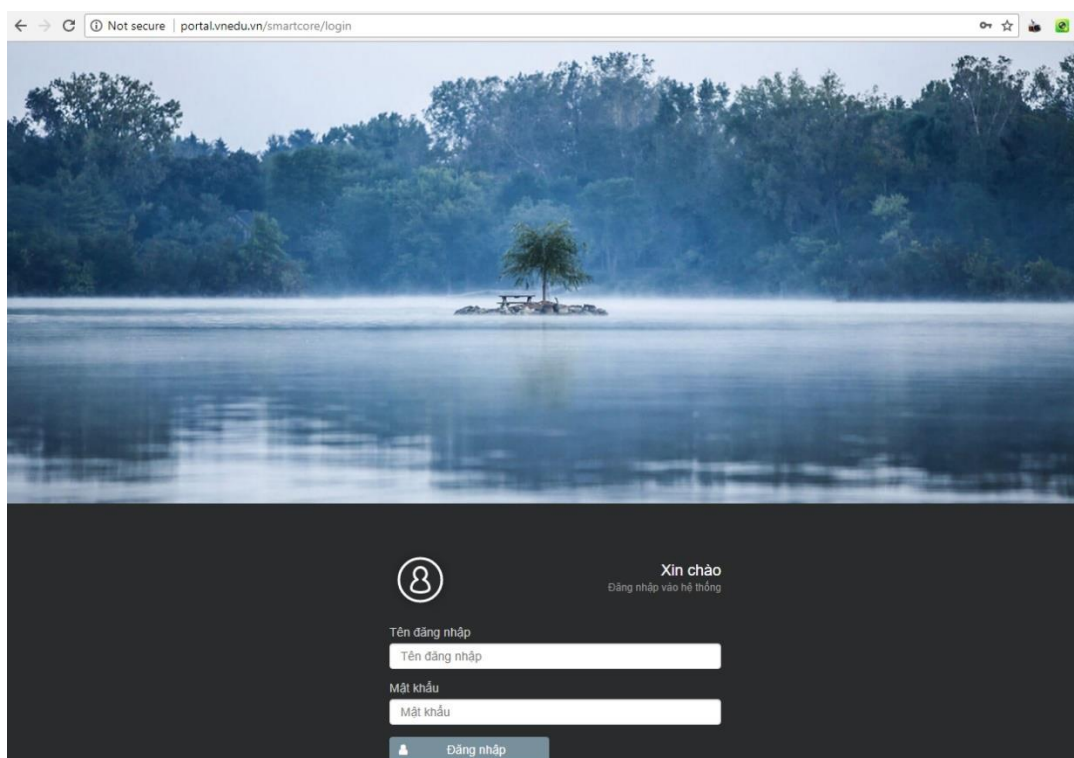 Not secure | portal.vnedu.vn/smartcore/login
Xin chào
Đăng nhập vào hệ thống
Tên đăng nhập
Tên đăng nhập
Mật khẩu
Mật khẩu
Đăng nhập